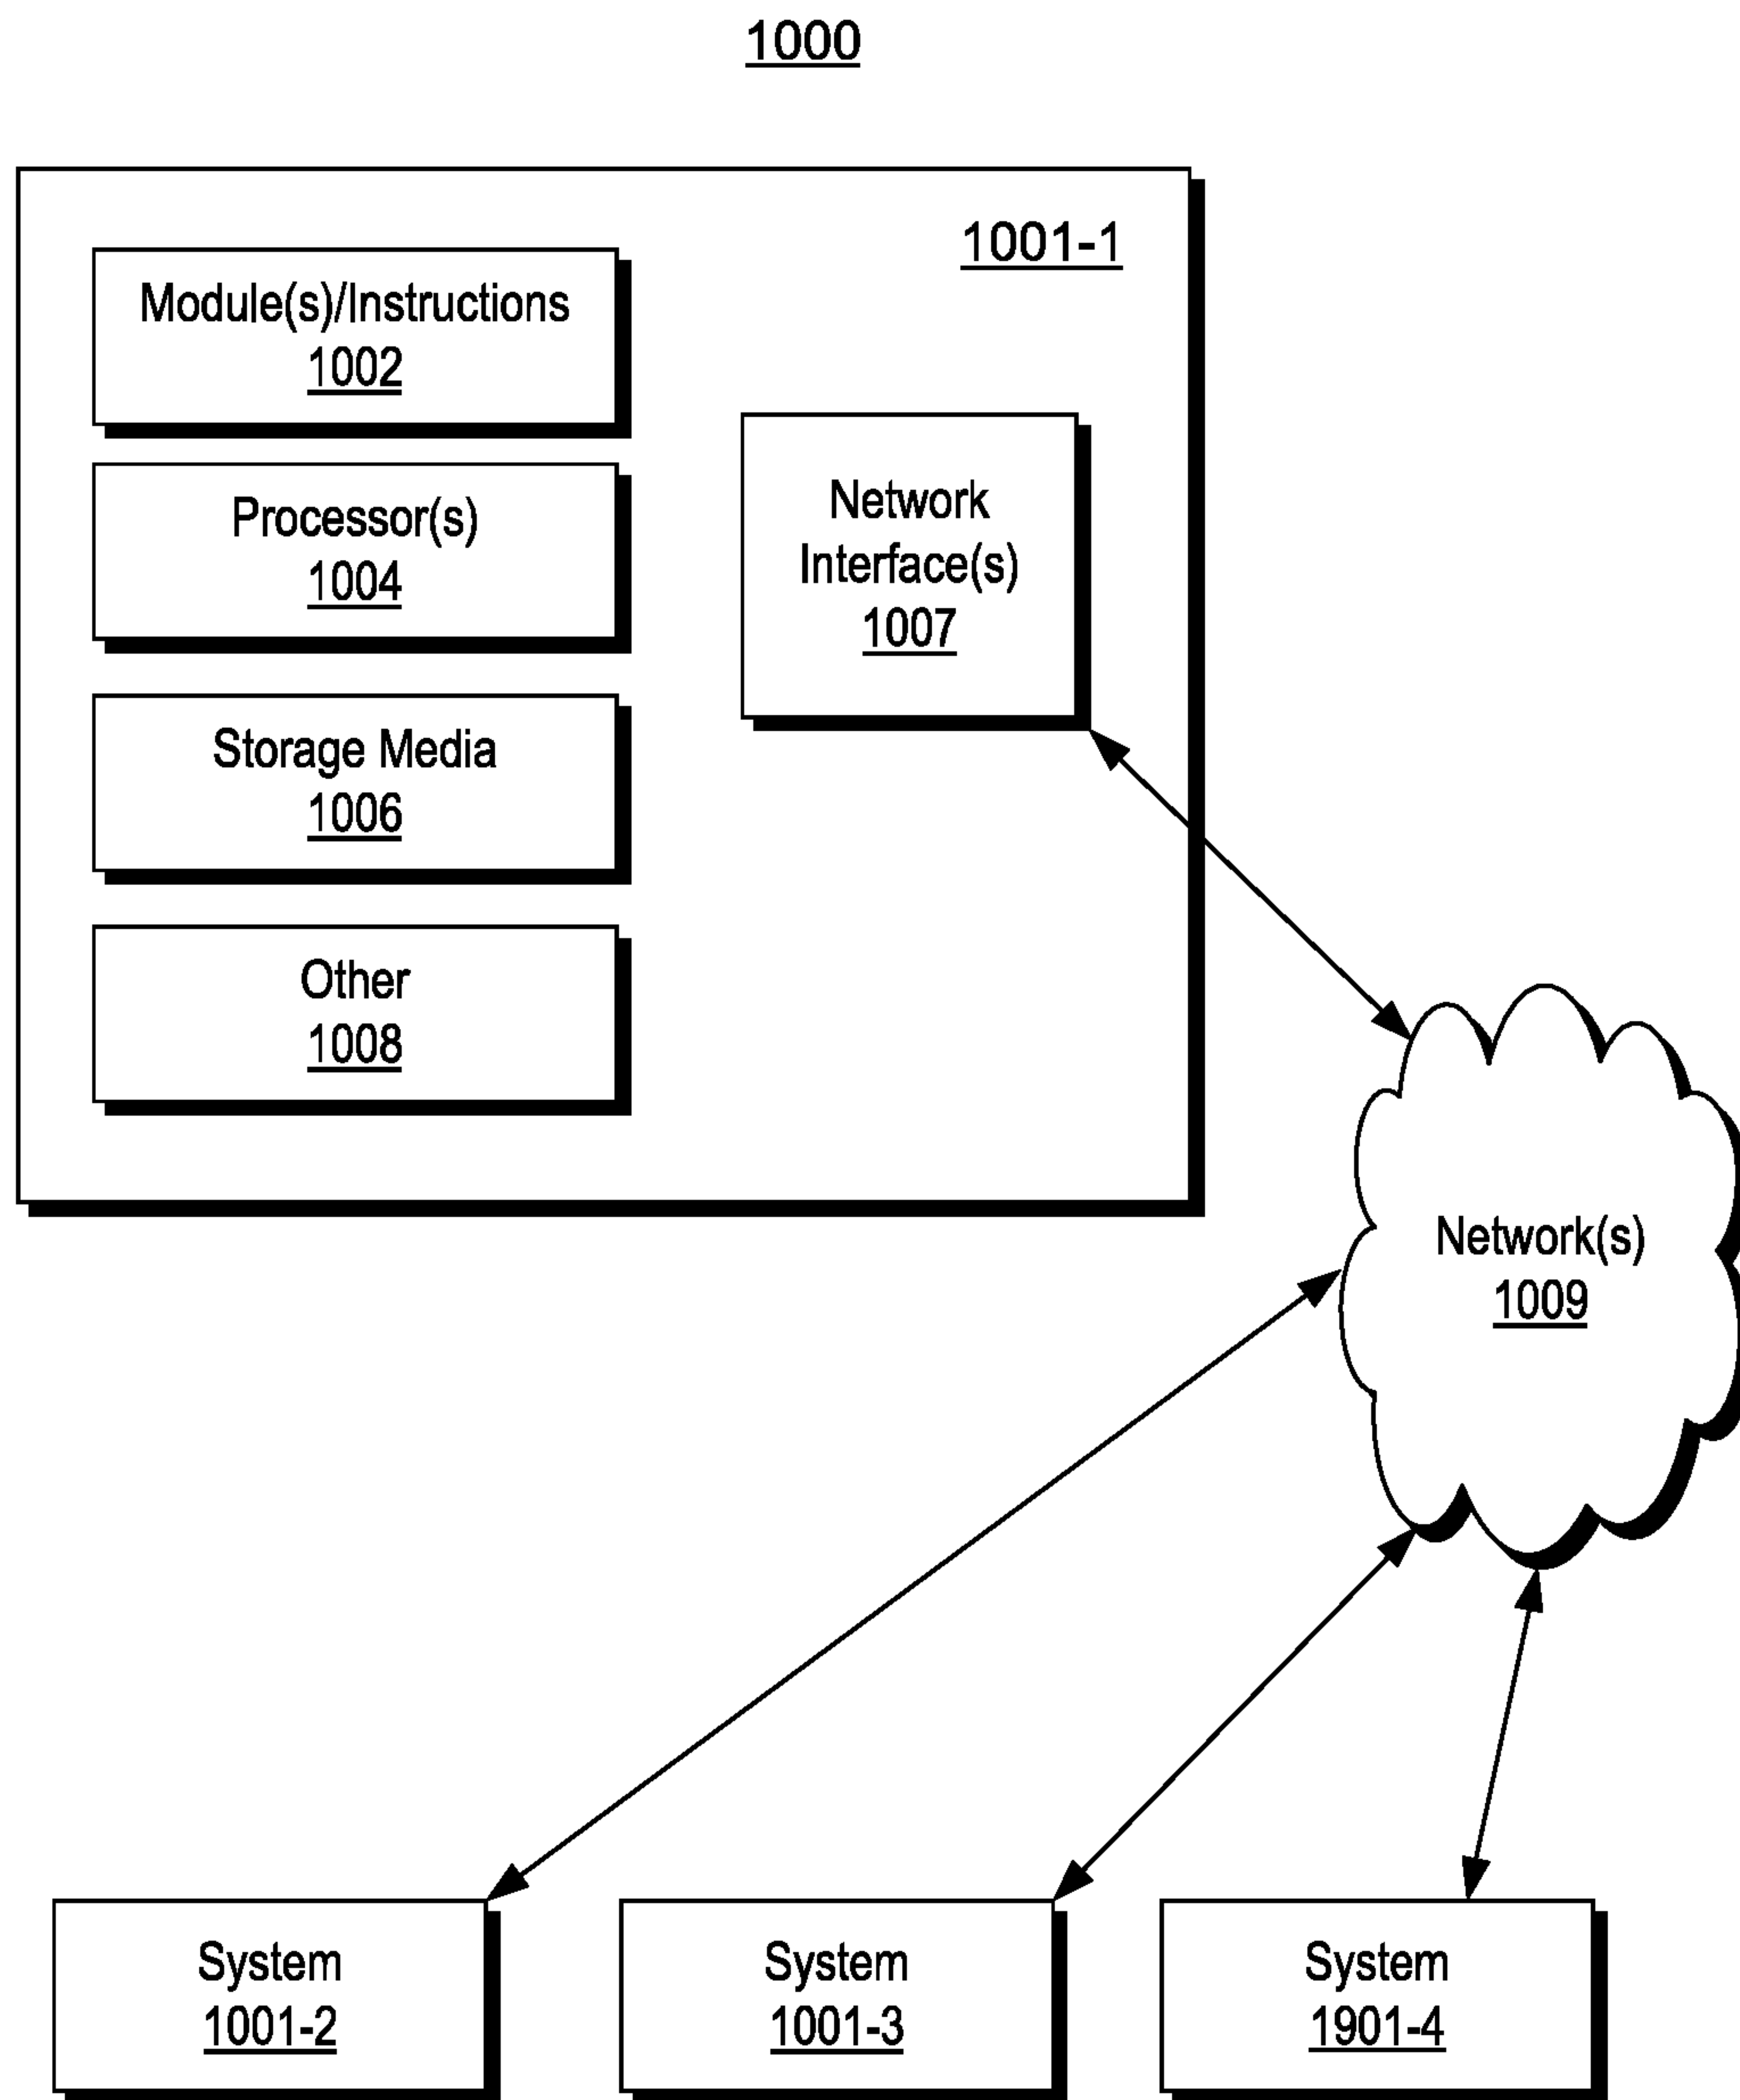 1000
1001-1
Module(s)/Instructions
1002
Processor(s)
1004
Network
Interface(s)
1007
Storage Media
1006
Other
1008
Network(s)
1009
System
1001-2
System
1001-3
System
1901-4